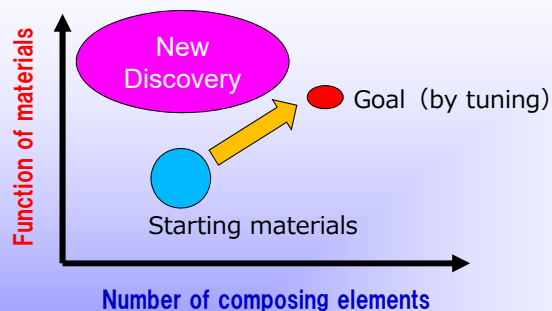 Function of materials
New
Discovery
Goal（by tuning）
Starting materials
Number of composing elements